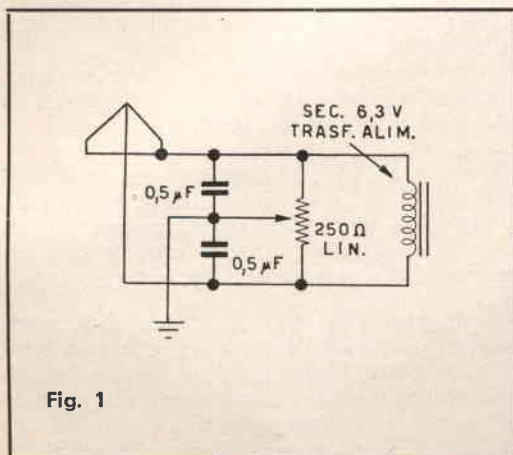 SEC. 6,3 V
TRASF. ALIM.
0,5 µF
250 Ω
LIN.
0,5 µF
Fig. 1